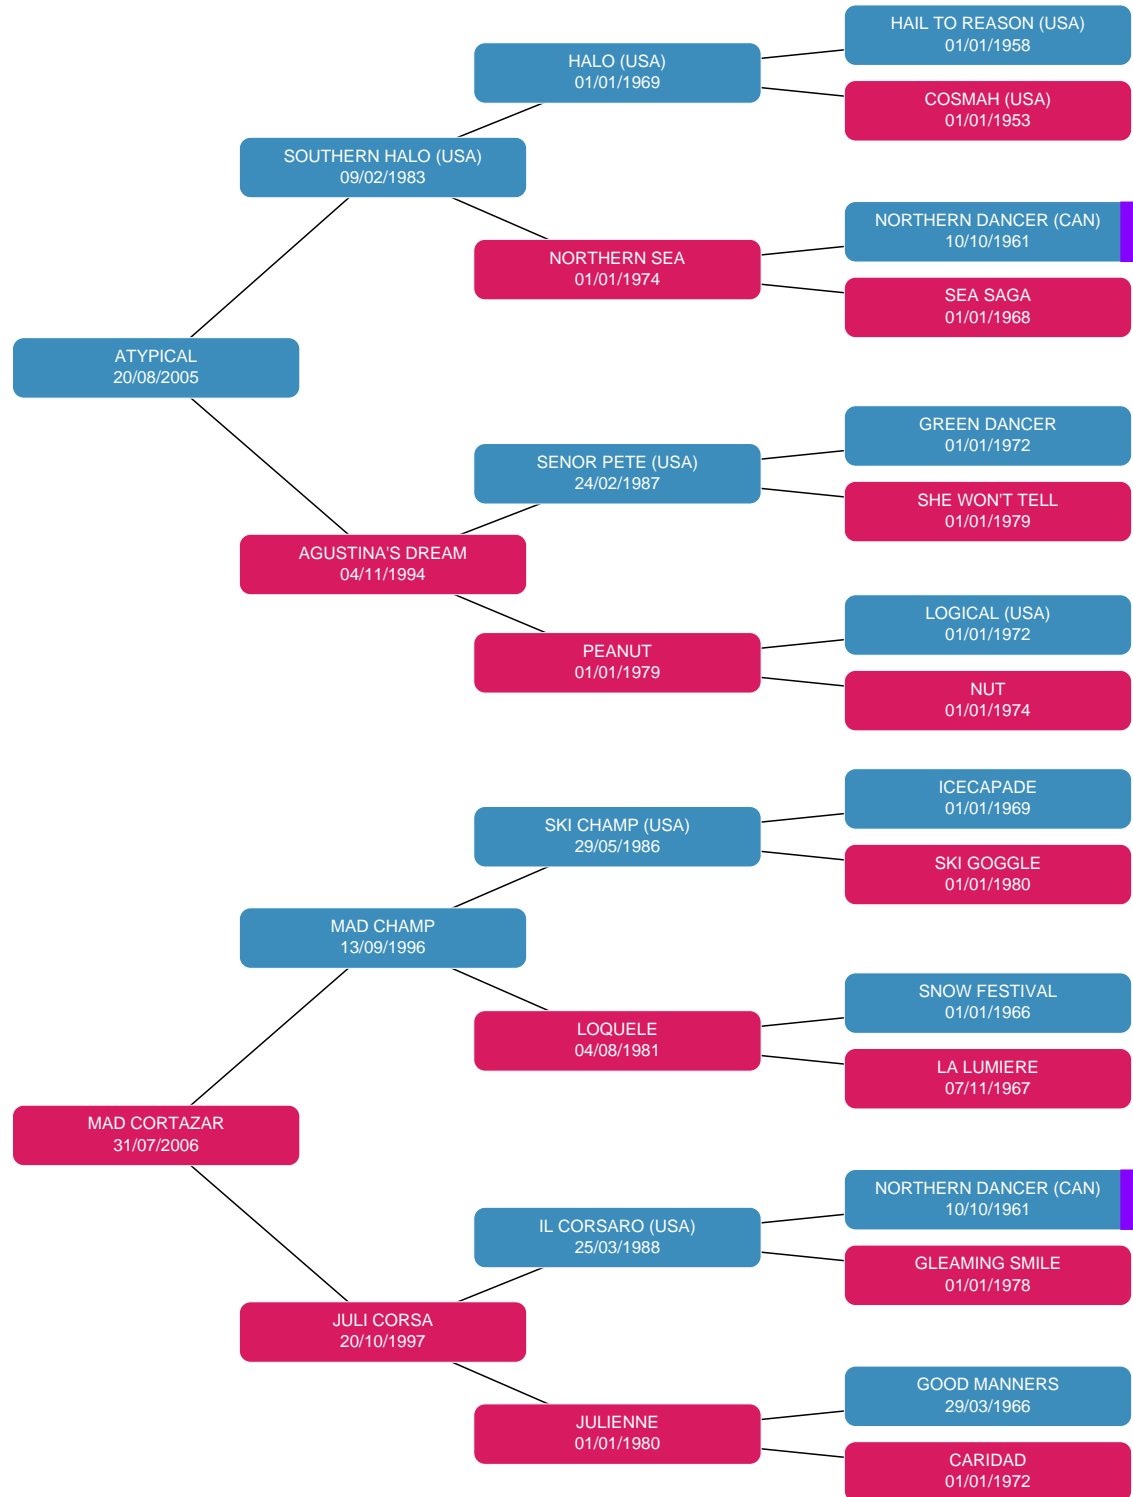 HAIL TO REASON (USA)
01/01/1958
HALO (USA)
01/01/1969
COSMAH (USA)
01/01/1953
SOUTHERN HALO (USA)
09/02/1983
NORTHERN DANCER (CAN)
10/10/1961
NORTHERN SEA
01/01/1974
SEA SAGA
01/01/1968
ATYPICAL
20/08/2005
GREEN DANCER
01/01/1972
SENOR PETE (USA)
24/02/1987
SHE WON'T TELL
01/01/1979
AGUSTINA'S DREAM
04/11/1994
LOGICAL (USA)
01/01/1972
PEANUT
01/01/1979
NUT
01/01/1974
ICECAPADE
01/01/1969
SKI CHAMP (USA)
29/05/1986
SKI GOGGLE
01/01/1980
MAD CHAMP
13/09/1996
SNOW FESTIVAL
01/01/1966
LOQUELE
04/08/1981
LA LUMIERE
07/11/1967
MAD CORTAZAR
31/07/2006
NORTHERN DANCER (CAN)
10/10/1961
IL CORSARO (USA)
25/03/1988
GLEAMING SMILE
01/01/1978
JULI CORSA
20/10/1997
GOOD MANNERS
29/03/1966
JULIENNE
01/01/1980
CARIDAD
01/01/1972